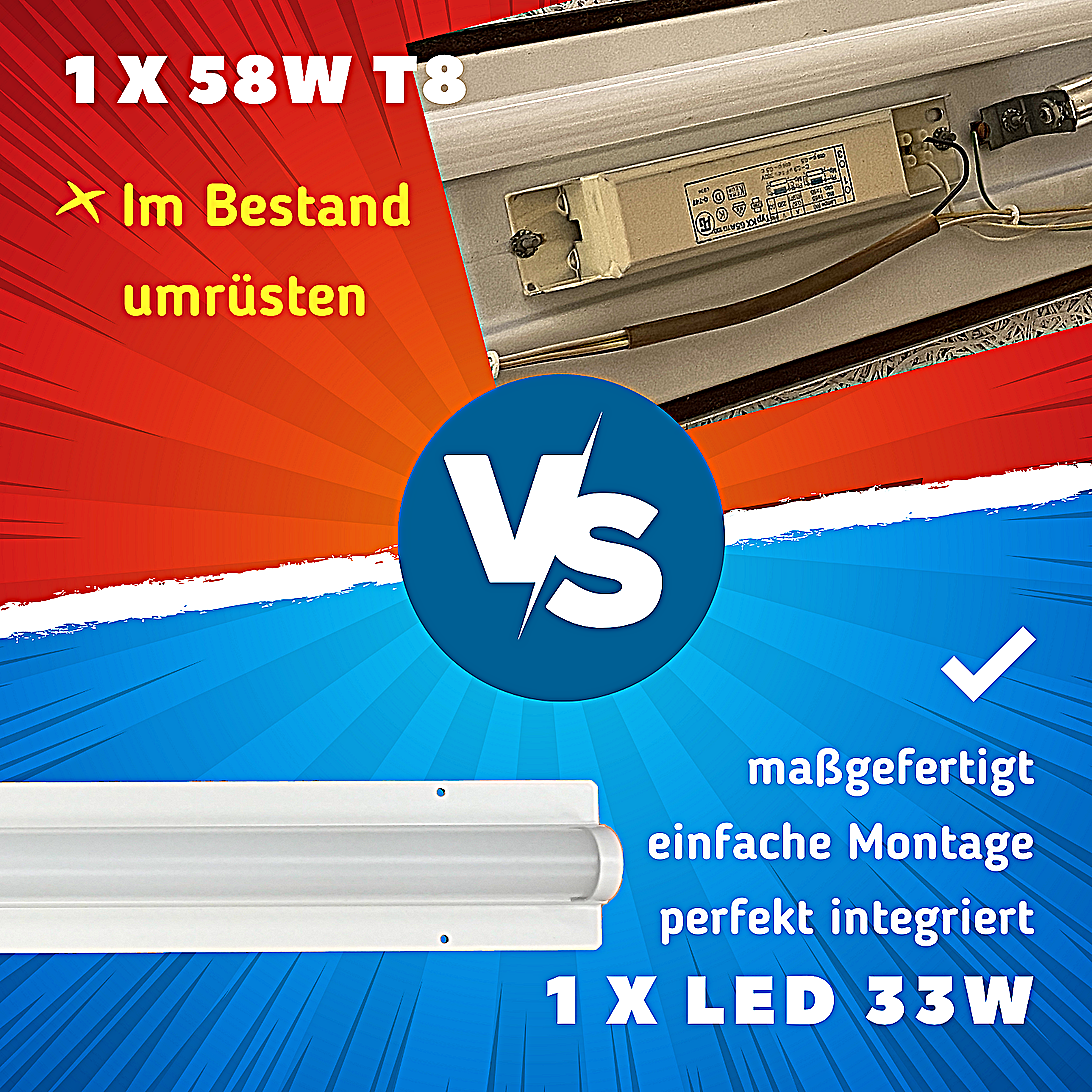 1 X 58W T8
Im Bestand
umrüsten
VS
maßgefertigt
einfache Montage
perfekt integriert
1 X LED 33W